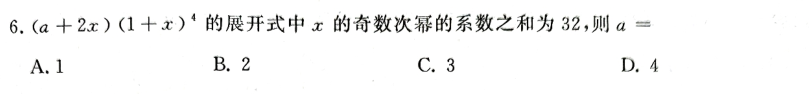 6. (a+2x)(1+x)⁴ 的展开式中 x 的奇数次幂的系数之和为 32,则 a =
A. 1 B. 2 C. 3 D. 4